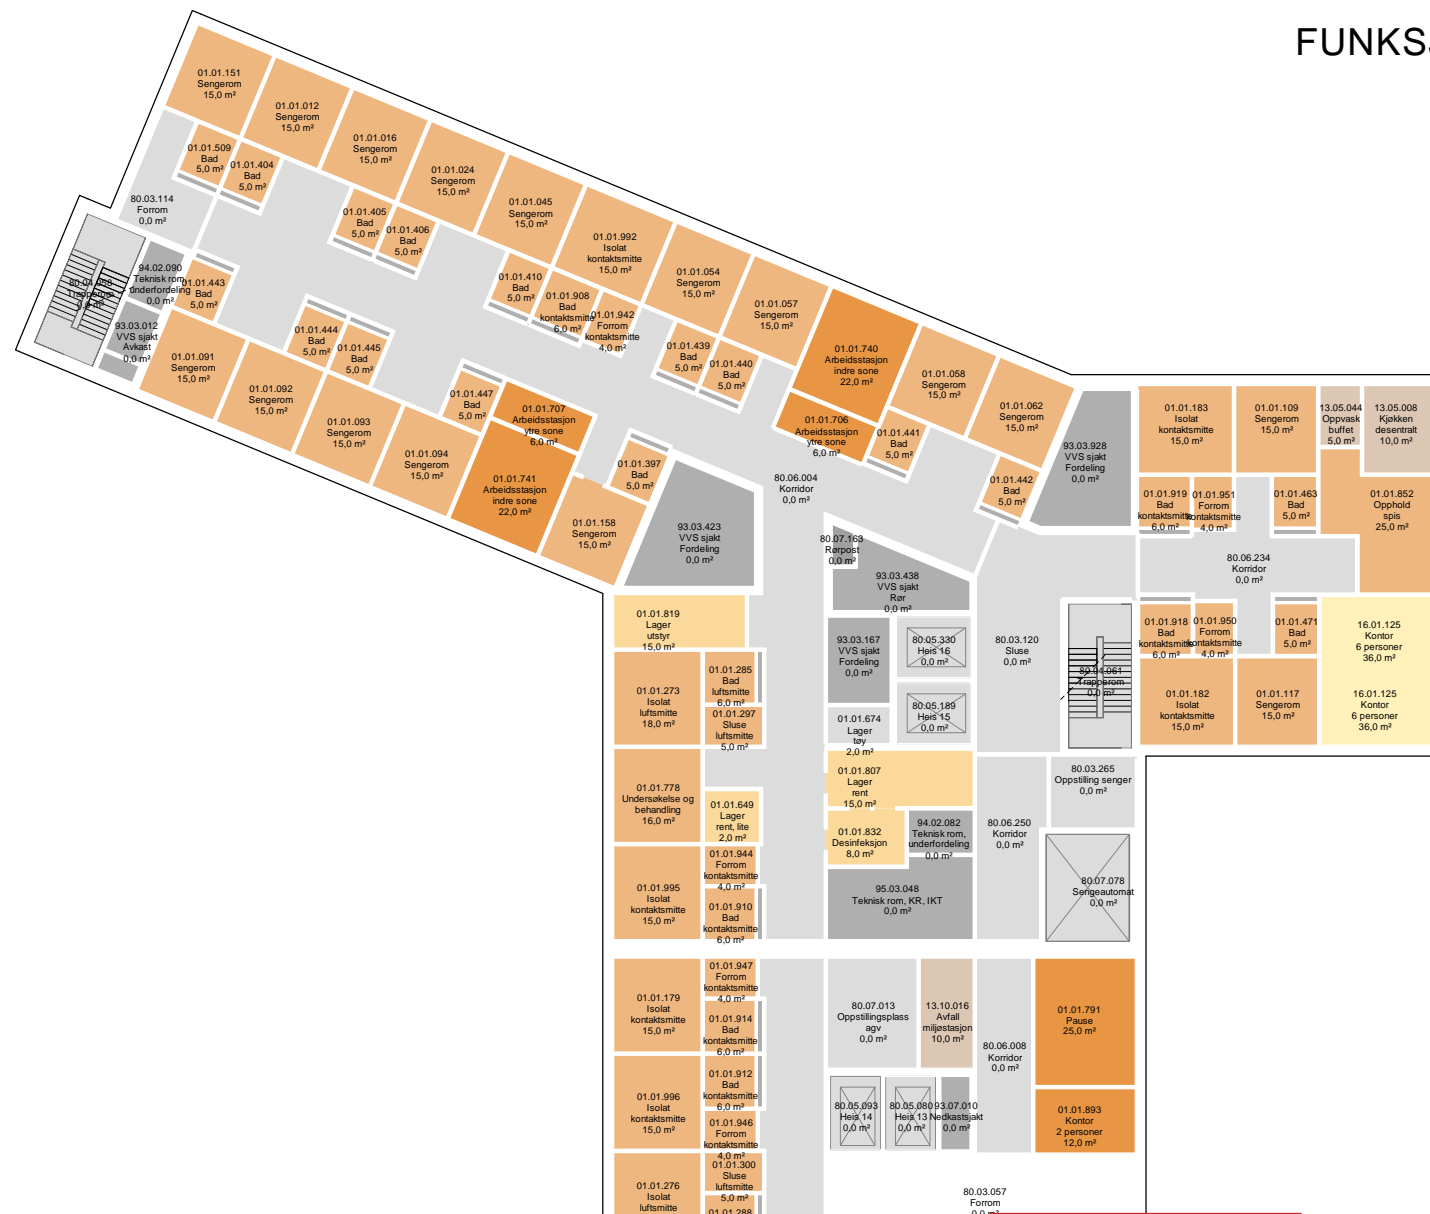 FUNKS
01.01.151
Sengerom
15,0 m²
01.01.012
Sengerom
15,0 m²
01.01.016
Sengerom
15,0 m²
01.01.024
Sengerom
15,0 m²
01.01.045
Sengerom
15,0 m²
01.01.992
Isolat
kontaktsmitte
15,0 m²
01.01.054
Sengerom
15,0 m²
01.01.057
Sengerom
15,0 m²
01.01.740
Arbeidsstasjon
indre sone
22,0 m²
01.01.058
Sengerom
15,0 m²
01.01.062
Sengerom
15,0 m²
01.01.509
Bad
5,0 m²
01.01.404
Bad
5,0 m²
01.01.405
Bad
5,0 m²
01.01.406
Bad
5,0 m²
01.01.410
Bad
5,0 m²
01.01.908
Bad
kontaktsmitte
6,0 m²
01.01.942
Forrom
kontaktsmitte
4,0 m²
01.01.439
Bad
5,0 m²
01.01.440
Bad
5,0 m²
01.01.706
Arbeidsstasjon
ytre sone
6,0 m²
01.01.441
Bad
5,0 m²
01.01.442
Bad
5,0 m²
80.03.114
Forrom
0,0 m²
80.04.058
Trapperom
0,0 m²
94.02.090
Teknisk rom,
underfordeling
0,0 m²
93.03.012
VVS sjakt
Avkast
0,0 m²
01.01.443
Bad
5,0 m²
01.01.444
Bad
5,0 m²
01.01.445
Bad
5,0 m²
01.01.447
Bad
5,0 m²
01.01.707
Arbeidsstasjon
ytre sone
6,0 m²
01.01.397
Bad
5,0 m²
01.01.091
Sengerom
15,0 m²
01.01.092
Sengerom
15,0 m²
01.01.093
Sengerom
15,0 m²
01.01.094
Sengerom
15,0 m²
01.01.741
Arbeidsstasjon
indre sone
22,0 m²
01.01.158
Sengerom
15,0 m²
93.03.423
VVS sjakt
Fordeling
0,0 m²
80.06.004
Korridor
0,0 m²
93.03.928
VVS sjakt
Fordeling
0,0 m²
01.01.183
Isolat
kontaktsmitte
15,0 m²
01.01.109
Sengerom
15,0 m²
13.05.044
Oppvask
buffet
5,0 m²
13.05.008
Kjøkken
desentralt
10,0 m²
01.01.919
Bad
kontaktsmitte
6,0 m²
01.01.951
Forrom
kontaktsmitte
4,0 m²
01.01.463
Bad
5,0 m²
01.01.852
Opphold
spis
25,0 m²
80.06.234
Korridor
0,0 m²
01.01.918
Bad
kontaktsmitte
6,0 m²
01.01.950
Forrom
kontaktsmitte
4,0 m²
01.01.471
Bad
5,0 m²
16.01.125
Kontor
6 personer
36,0 m²
01.01.182
Isolat
kontaktsmitte
15,0 m²
01.01.117
Sengerom
15,0 m²
16.01.125
Kontor
6 personer
36,0 m²
80.07.163
Rørpost
0,0 m²
93.03.438
VVS sjakt
Rør
0,0 m²
93.03.167
VVS sjakt
Fordeling
0,0 m²
80.05.330
Heis 16
0,0 m²
80.05.189
Heis 15
0,0 m²
80.03.120
Sluse
0,0 m²
80.04.061
Trapperom
0,0 m²
01.01.674
Lager
tøy
2,0 m²
01.01.819
Lager
utstyr
15,0 m²
01.01.273
Isolat
luftsmitte
18,0 m²
01.01.285
Bad
luftsmitte
6,0 m²
01.01.297
Sluse
luftsmitte
5,0 m²
01.01.778
Undersøkelse og
behandling
16,0 m²
01.01.649
Lager
rent, lite
2,0 m²
01.01.807
Lager
rent
15,0 m²
01.01.832
Desinfeksjon
8,0 m²
94.02.082
Teknisk rom,
underfordeling
0,0 m²
80.06.250
Korridor
0,0 m²
80.03.265
Oppstilling senger
0,0 m²
80.07.078
Sengeautomat
0,0 m²
01.01.944
Forrom
kontaktsmitte
4,0 m²
01.01.995
Isolat
kontaktsmitte
15,0 m²
01.01.910
Bad
kontaktsmitte
6,0 m²
95.03.048
Teknisk rom, KR, IKT
0,0 m²
01.01.947
Forrom
kontaktsmitte
4,0 m²
01.01.179
Isolat
kontaktsmitte
15,0 m²
01.01.914
Bad
kontaktsmitte
6,0 m²
80.07.013
Oppstillingsplass
agv
0,0 m²
13.10.016
Avfall
miljøstasjon
10,0 m²
80.06.008
Korridor
0,0 m²
01.01.791
Pause
25,0 m²
01.01.996
Isolat
kontaktsmitte
15,0 m²
01.01.912
Bad
kontaktsmitte
6,0 m²
01.01.946
Forrom
kontaktsmitte
4,0 m²
80.05.093
Heis 14
0,0 m²
80.05.080
Heis 13
0,0 m²
93.07.010
Nedkastsjakt
0,0 m²
01.01.893
Kontor
2 personer
12,0 m²
01.01.276
Isolat
luftsmitte
01.01.300
Sluse
luftsmitte
5,0 m²
01.01.288
80.03.057
Forrom
0,0 m²